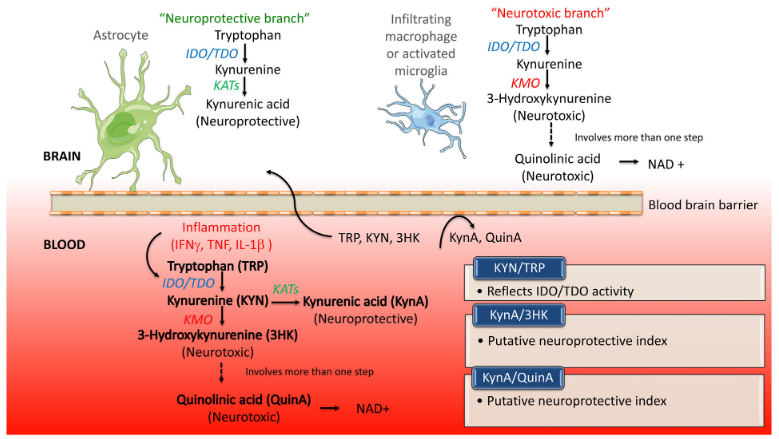 Astrocyte
“Neuroprotective branch”
Tryptophan
IDO/TDO
Kynurenine
KATs
Kynurenic acid
(Neuroprotective)
Infiltrating
macrophage
or activated
microglia
“Neurotoxic branch”
Tryptophan
IDO/TDO
Kynurenine
KMO
3-Hydroxykynurenine
(Neurotoxic)
Involves more than one step
Quinolinic acid
(Neurotoxic)
NAD +
BRAIN
Blood brain barrier
BLOOD
Inflammation
(IFNγ, TNF, IL-1β)
TRP, KYN, 3HK
KynA, QuinA
Tryptophan (TRP)
IDO/TDO
Kynurenine (KYN)
KATs
Kynurenic acid (KynA)
(Neuroprotective)
KMO
3-Hydroxykynurenine (3HK)
(Neurotoxic)
Involves more than one step
Quinolinic acid (QuinA)
(Neurotoxic)
NAD+
KYN/TRP
• Reflects IDO/TDO activity
KynA/3HK
• Putative neuroprotective index
KynA/QuinA
• Putative neuroprotective index